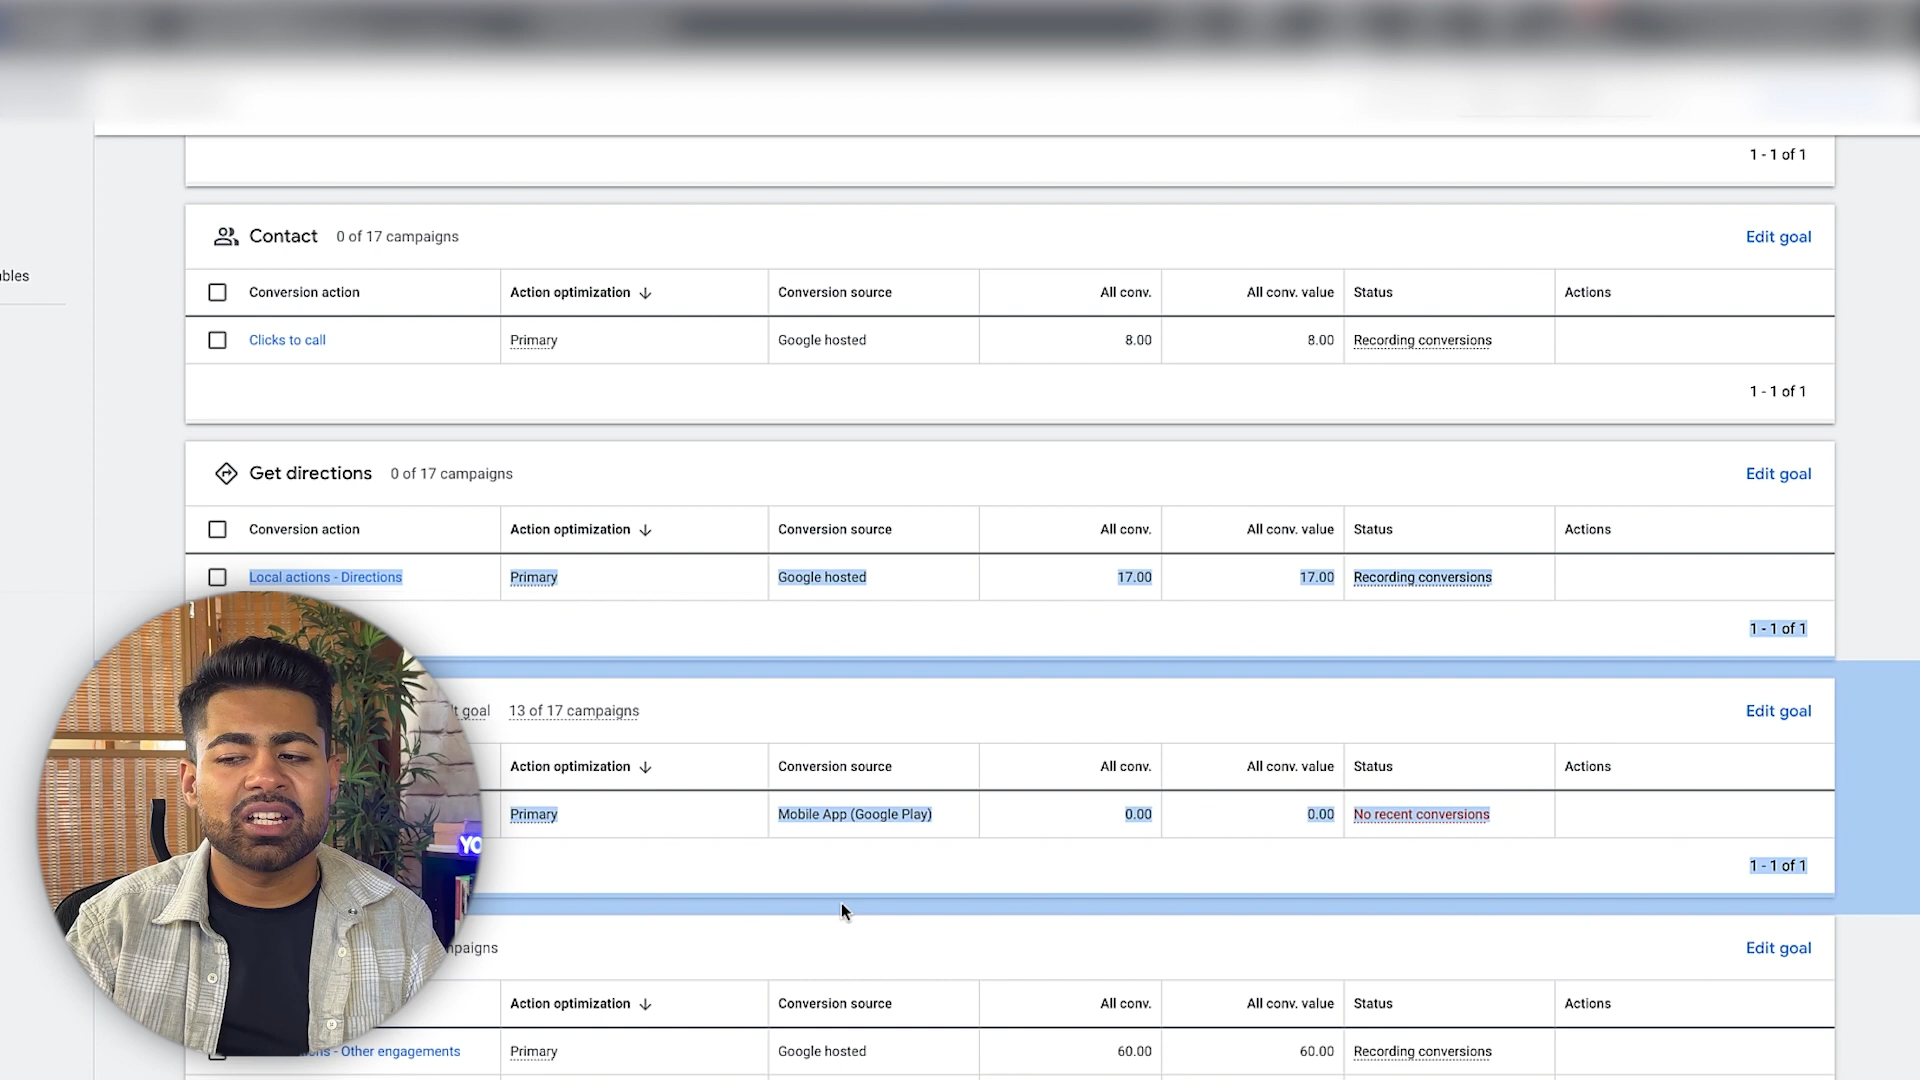 1 - 1 of 1
Contact 0 of 17 campaigns Edit goal
ables
Conversion action Action optimization Conversion source All conv. All conv. value Status Actions
Clicks to call Primary Google hosted 8.00 8.00 Recording conversions
1 - 1 of 1
Get directions 0 of 17 campaigns Edit goal
Conversion action Action optimization Conversion source All conv. All conv. value Status Actions
Local actions - Directions Primary Google hosted 17.00 17.00 Recording conversions
1 - 1 of 1
goal 13 of 17 campaigns Edit goal
Action optimization Conversion source All conv. All conv. value Status Actions
Primary Mobile App (Google Play) 0.00 0.00 No recent conversions
YO
1 - 1 of 1
mpaigns Edit goal
Action optimization Conversion source All conv. All conv. value Status Actions
ons - Other engagements Primary Google hosted 60.00 60.00 Recording conversions